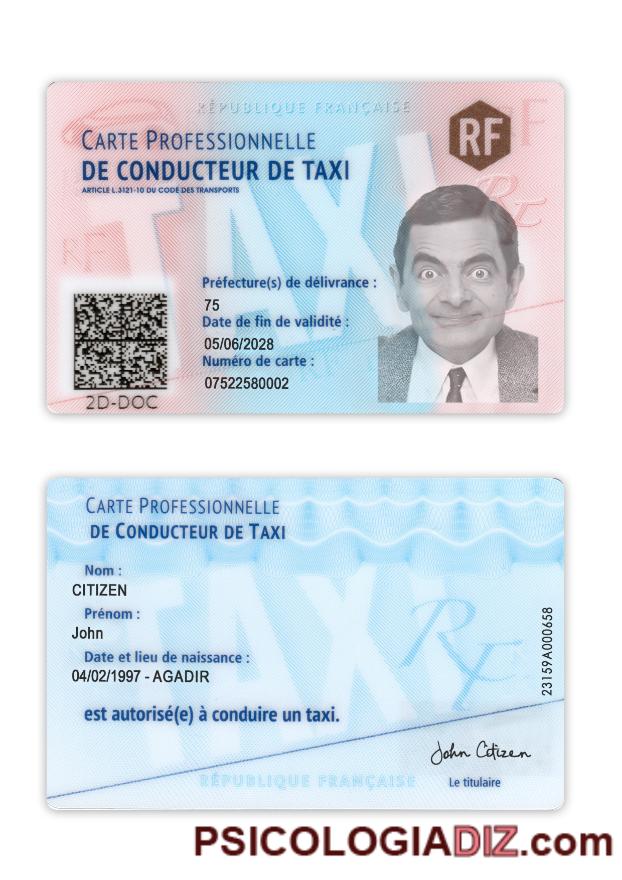 RÉPUBLIQUE FRANÇAISE
CARTE PROFESSIONNELLE
DE CONDUCTEUR DE TAXI
ARTICLE L.3121-10 DU CODE DES TRANSPORTS
RF
RF
RF
RF
TAXI
Préfecture(s) de délivrance :
75
Date de fin de validité :
05/06/2028
Numéro de carte :
07522580002
2D-DOC
CARTE PROFESSIONNELLE
DE CONDUCTEUR DE TAXI
Nom :
CITIZEN
Prénom :
John
Date et lieu de naissance :
04/02/1997 - AGADIR
TAXI
RF
23159A000658
est autorisé(e) à conduire un taxi.
John Citizen
RÉPUBLIQUE FRANÇAISE
Le titulaire
PSICOLOGIADIZ.com